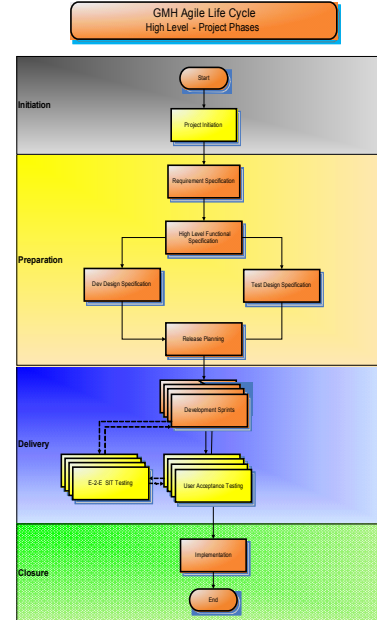 GMH Agile Life Cycle
High Level - Project Phases
Start
Initiation
Project Initiation
Requirement Specification
High Level Functional
Specification
Preparation
Dev Design Specification
Test Design Specification
Release Planning
Development Sprints
Delivery
E-2-E SIT Testing
User Acceptance Testing
Implementation
Closure
End